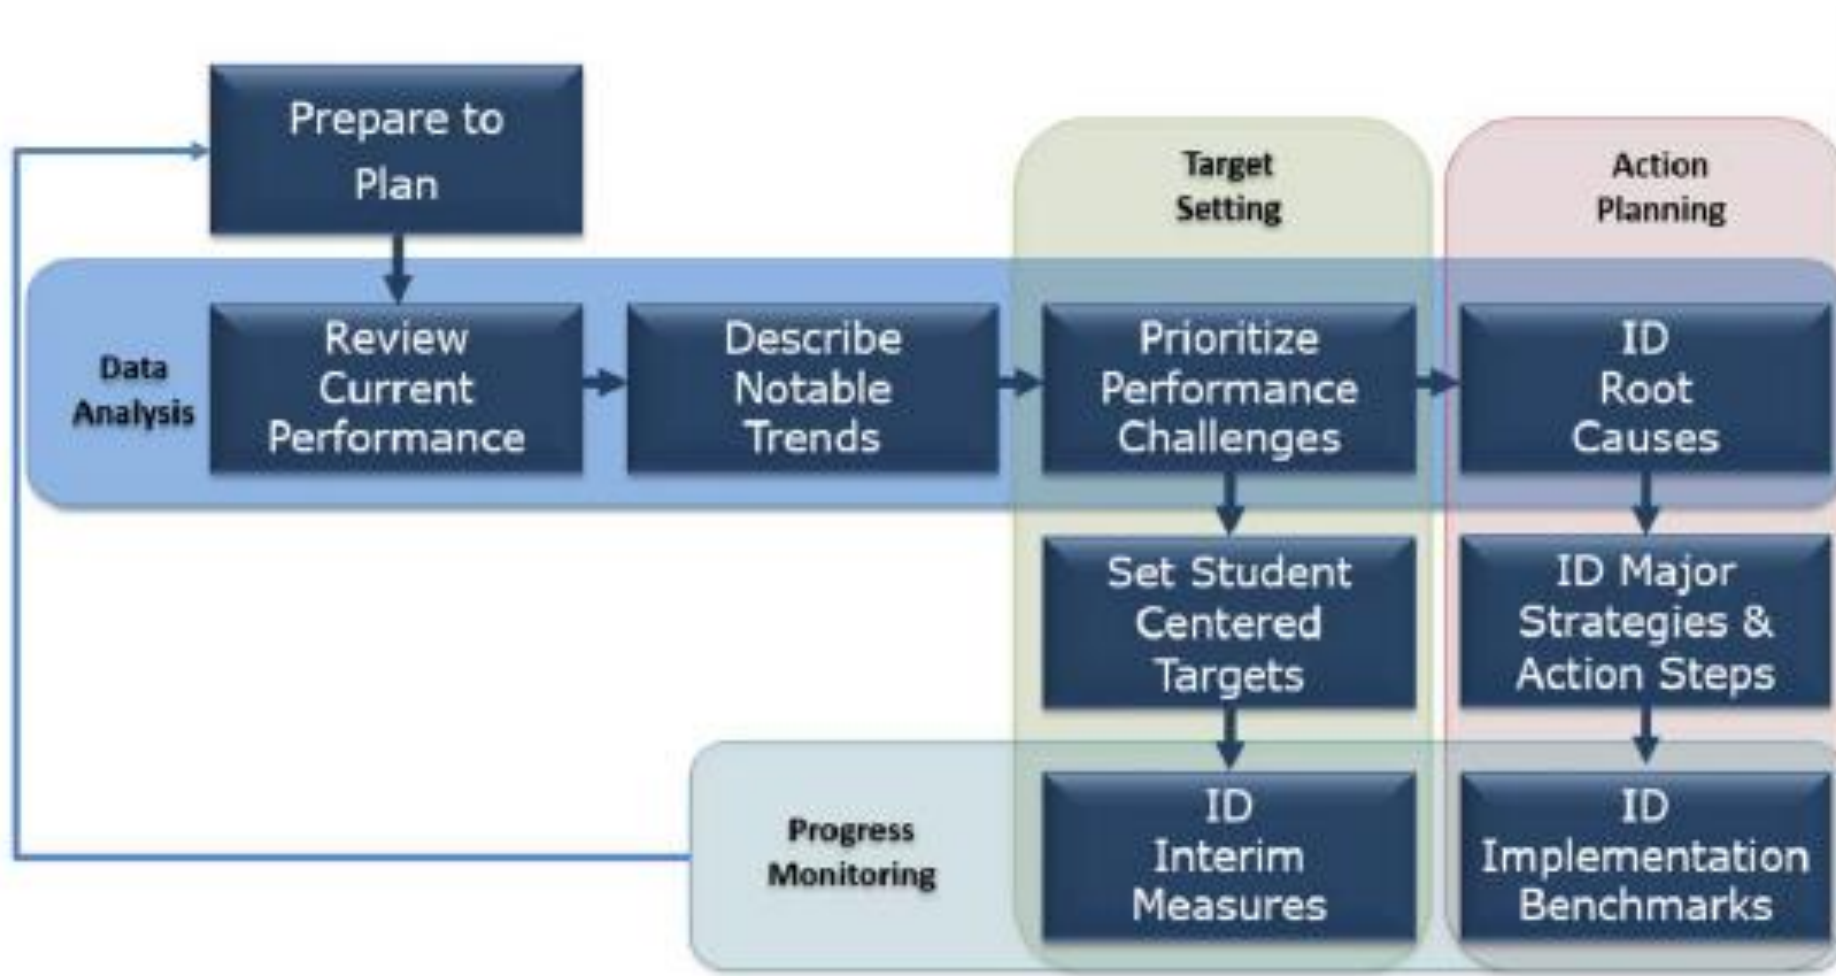 Prepare to
Plan
Target
Setting
Action
Planning
Data
Analysis
Review
Current
Performance
Describe
Notable
Trends
Prioritize
Performance
Challenges
ID
Root
Causes
Set Student
Centered
Targets
ID Major
Strategies &
Action Steps
Progress
Monitoring
ID
Interim
Measures
ID
Implementation
Benchmarks